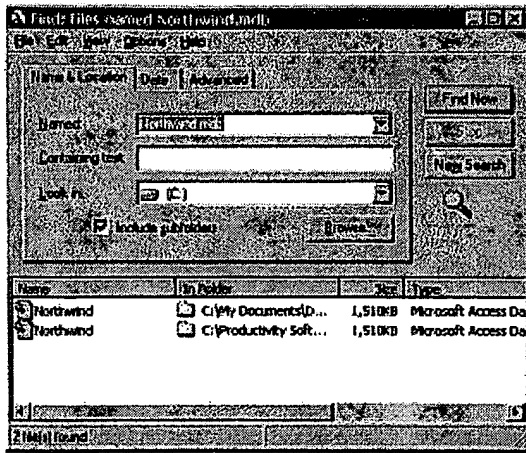 Find: Files named Northwind.mdb
File Edit View Options Help
Name & Location Date Advanced
Named: Northwind.mdb
Containing text:
Look in: (C:)
Include subfolders Browse...
Find Now
New Search
Name In Folder Size Type
Northwind C:\My Documents\D... 1,510KB Microsoft Access Da
Northwind C:\Productivity Soft... 1,510KB Microsoft Access Da
2 file(s) found